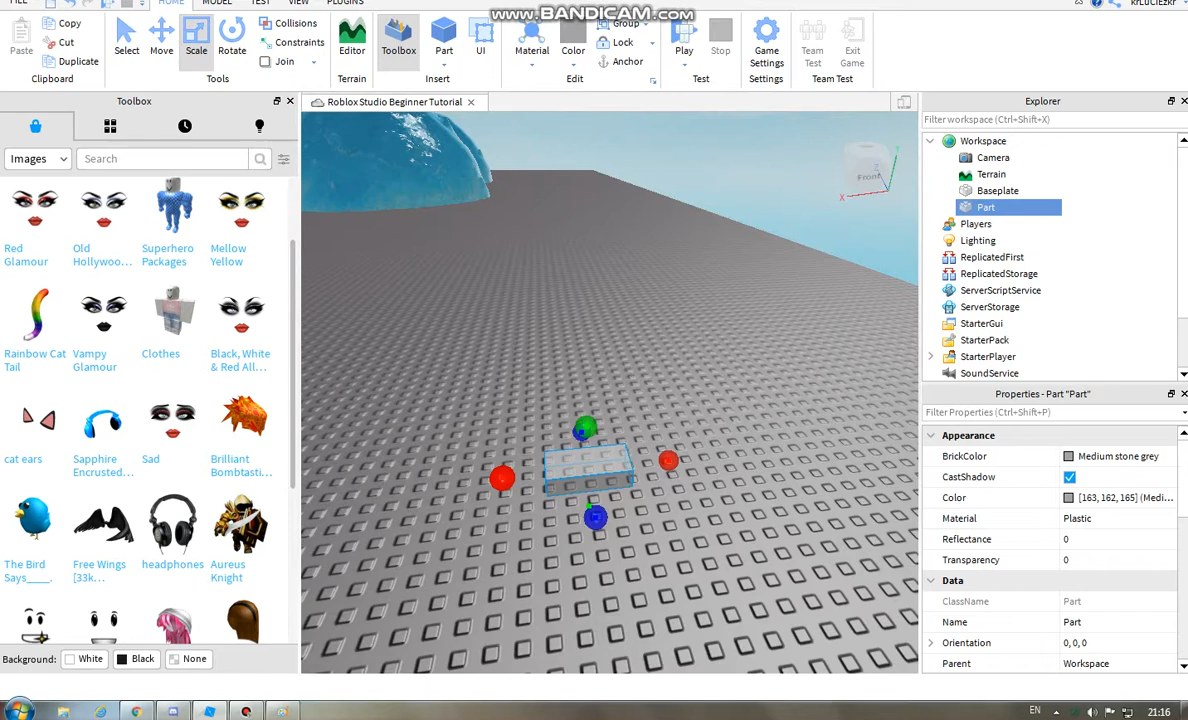 FILE HOME MODEL TEST VIEW PLUGINS
krLUCIEzkr
www.BANDICAM.com
Paste Copy Cut Duplicate Select Move Scale Rotate Collisions Constraints Join Editor Toolbox Part UI Material Color Group Lock Anchor Play Stop Game Settings Team Test Exit Game
Clipboard Tools Terrain Insert Edit Test Settings Team Test
Toolbox
Roblox Studio Beginner Tutorial
Explorer
Filter workspace (Ctrl+Shift+X)
Images
Search
Front
X
Y
Z
Workspace
Camera
Terrain
Baseplate
Part
Players
Lighting
ReplicatedFirst
ReplicatedStorage
ServerScriptService
ServerStorage
StarterGui
StarterPack
StarterPlayer
SoundService
Red Glamour
Old Hollywoo...
Superhero Packages
Mellow Yellow
Rainbow Cat Tail
Vampy Glamour
Clothes
Black, White & Red All...
cat ears
Sapphire Encrusted...
Sad
Brilliant Bombtasti...
The Bird Says____.
Free Wings [33k...
headphones
Aureus Knight
Background: White Black None
Properties - Part "Part"
Filter Properties (Ctrl+Shift+P)
Appearance
BrickColor Medium stone grey
CastShadow
Color [163, 162, 165] (Medi...
Material Plastic
Reflectance 0
Transparency 0
Data
ClassName Part
Name Part
Orientation 0, 0, 0
Parent Workspace
EN 21:16